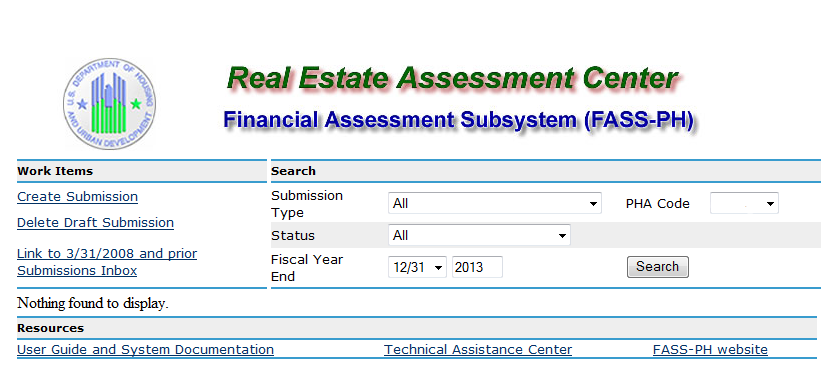 U.S. DEPARTMENT OF HOUSING AND URBAN DEVELOPMENT
Real Estate Assessment Center
Financial Assessment Subsystem (FASS-PH)
Work Items
Create Submission
Delete Draft Submission
Link to 3/31/2008 and prior
Submissions Inbox
Search
Submission
Type
All
PHA Code
Status
All
Fiscal Year
End
12/31
2013
Search
Nothing found to display.
Resources
User Guide and System Documentation
Technical Assistance Center
FASS-PH website